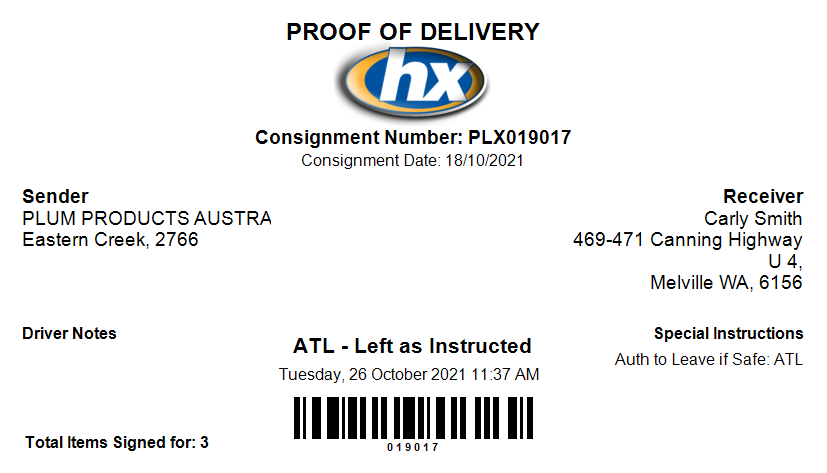 PROOF OF DELIVERY
hx
Consignment Number: PLX019017
Consignment Date: 18/10/2021
Sender
PLUM PRODUCTS AUSTRA
Eastern Creek, 2766
Receiver
Carly Smith
469-471 Canning Highway
U 4,
Melville WA, 6156
Driver Notes
ATL - Left as Instructed
Tuesday, 26 October 2021 11:37 AM
Special Instructions
Auth to Leave if Safe: ATL
019017
Total Items Signed for: 3